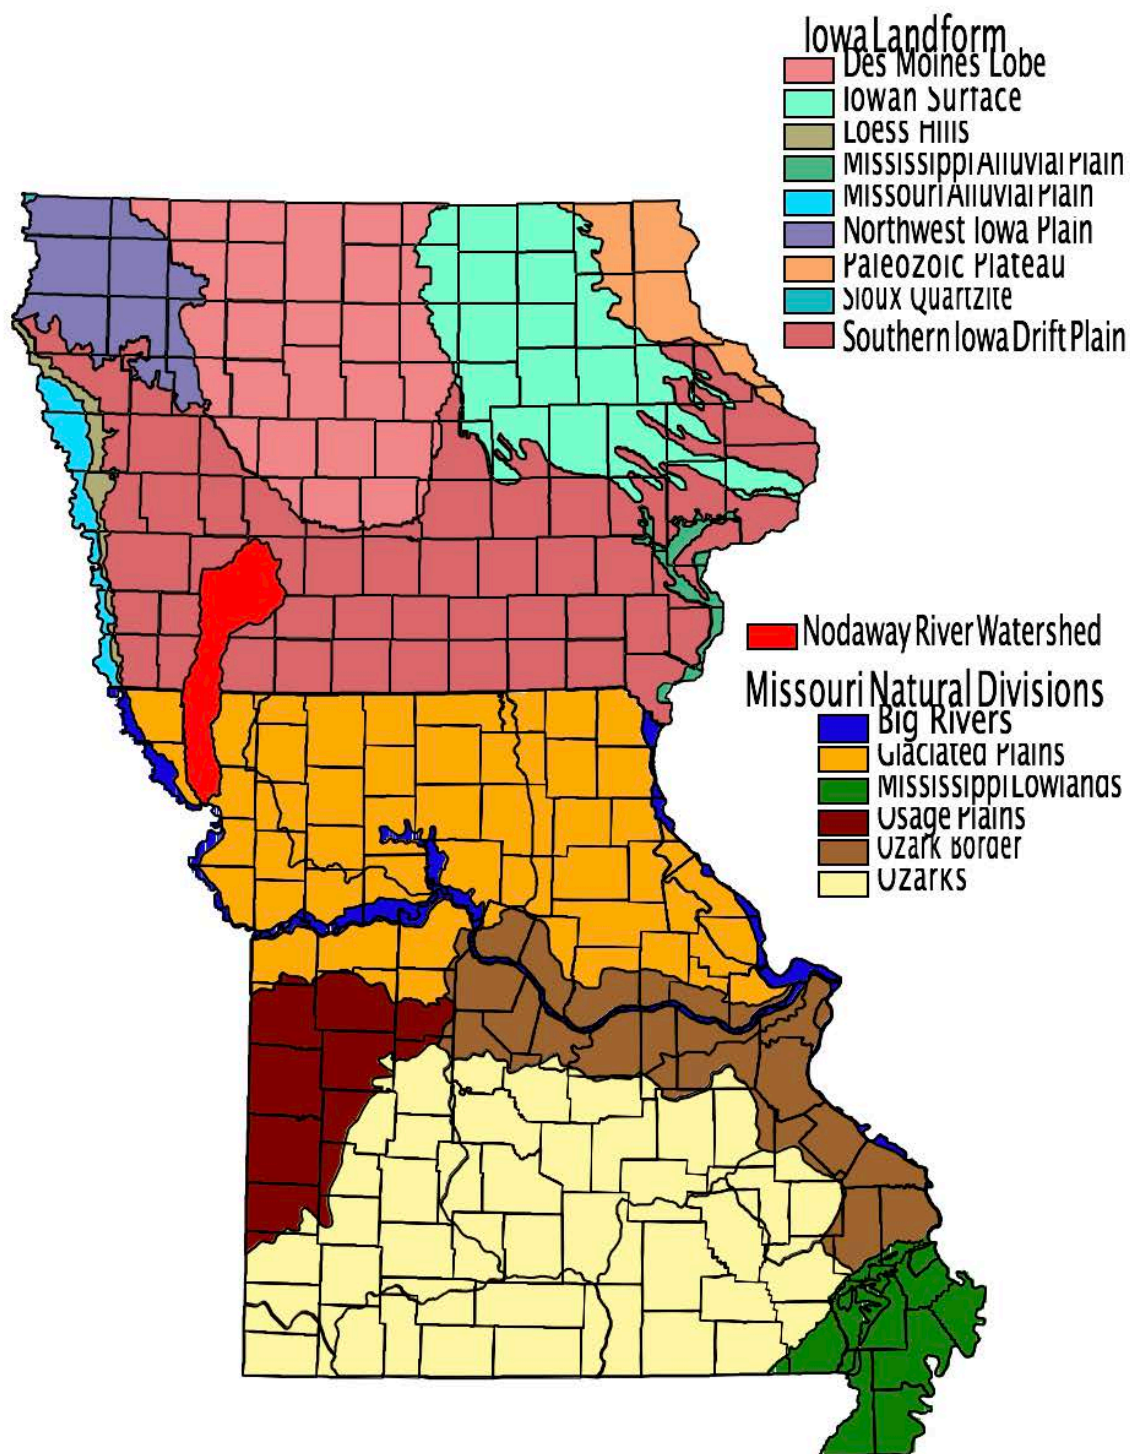 Iowa Landform
Des Moines Lobe
Iowan Surface
Loess Hills
Mississippi Alluvial Plain
Missouri Alluvial Plain
Northwest Iowa Plain
Paleozoic Plateau
Sioux Quartzite
Southern Iowa Drift Plain
Nodaway River Watershed
Missouri Natural Divisions
Big Rivers
Glaciated Plains
Mississippi Lowlands
Osage Plains
Ozark Border
Ozarks